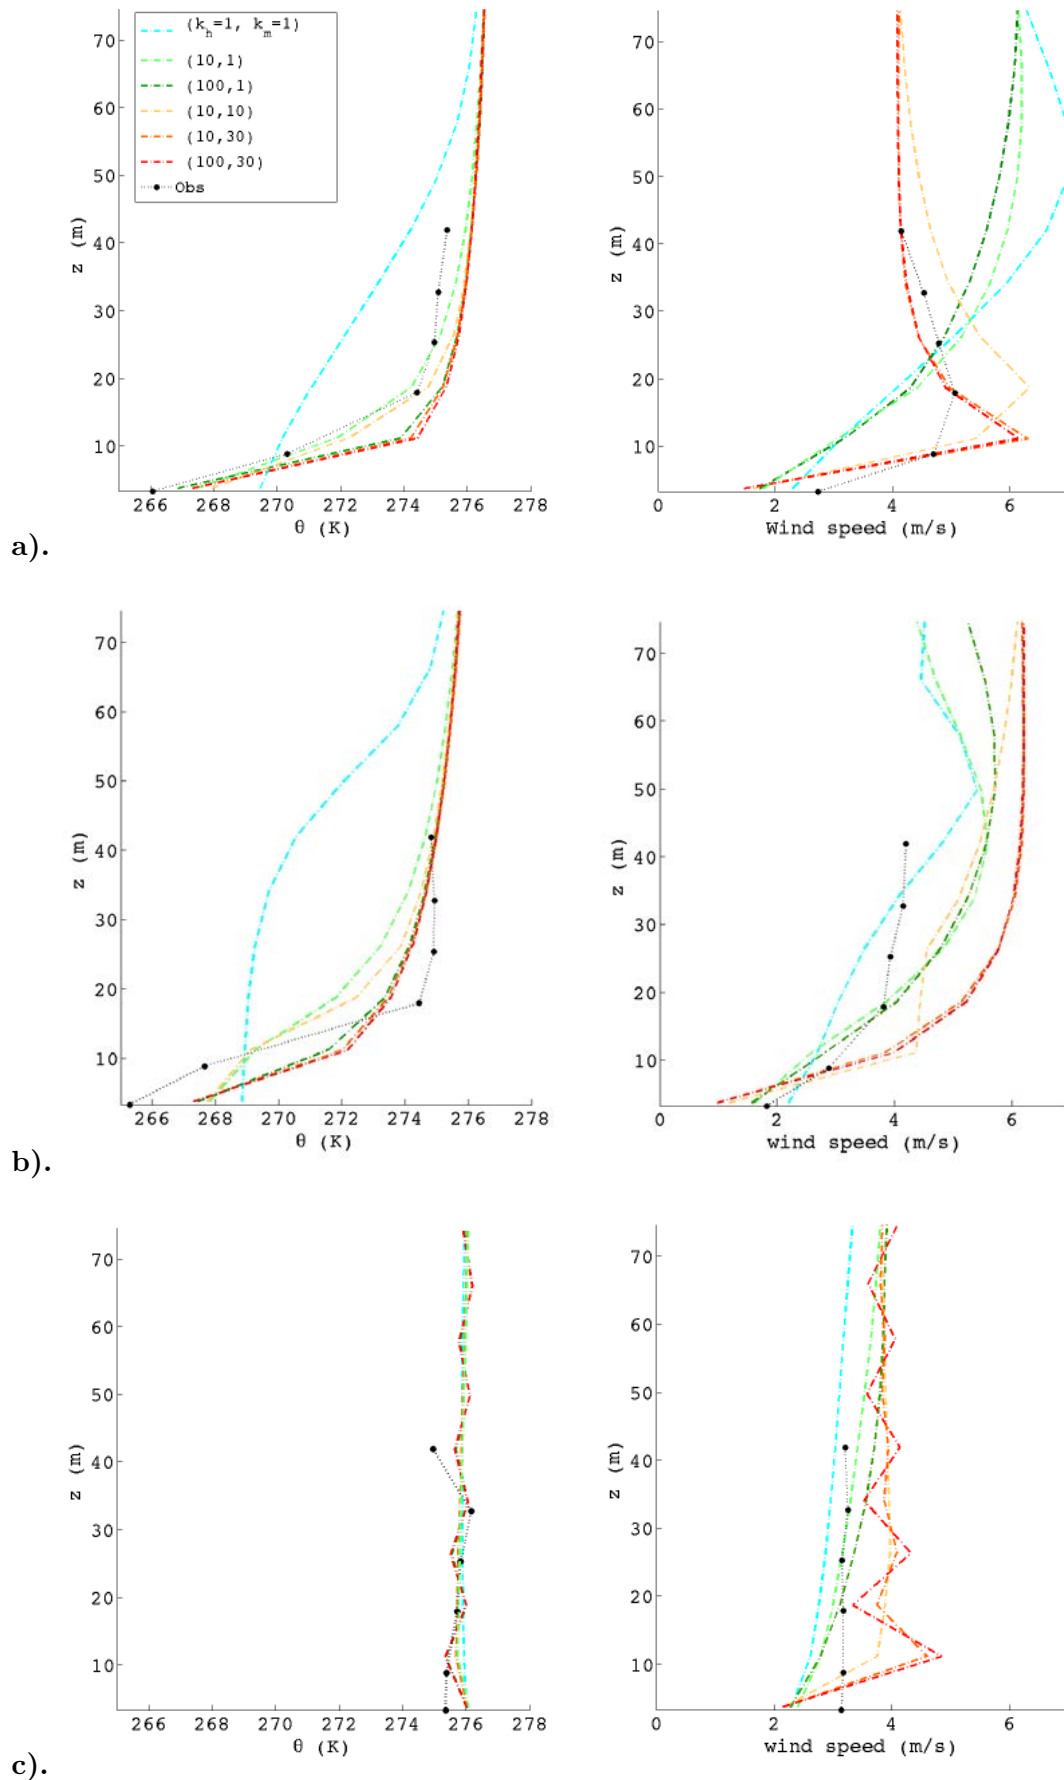 70
60
50
40
30
20
10
z (m)
266 268 270 272 274 276 278
θ (K)
(k_h=1, k_m=1)
(10,1)
(100,1)
(10,10)
(10,30)
(100,30)
Obs
70
60
50
40
30
20
10
z (m)
0 2 4 6
Wind speed (m/s)
a).
70
60
50
40
30
20
10
z (m)
266 268 270 272 274 276 278
θ (K)
70
60
50
40
30
20
10
z (m)
0 2 4 6
wind speed (m/s)
b).
70
60
50
40
30
20
10
z (m)
266 268 270 272 274 276 278
θ (K)
70
60
50
40
30
20
10
z (m)
0 2 4 6
wind speed (m/s)
c).